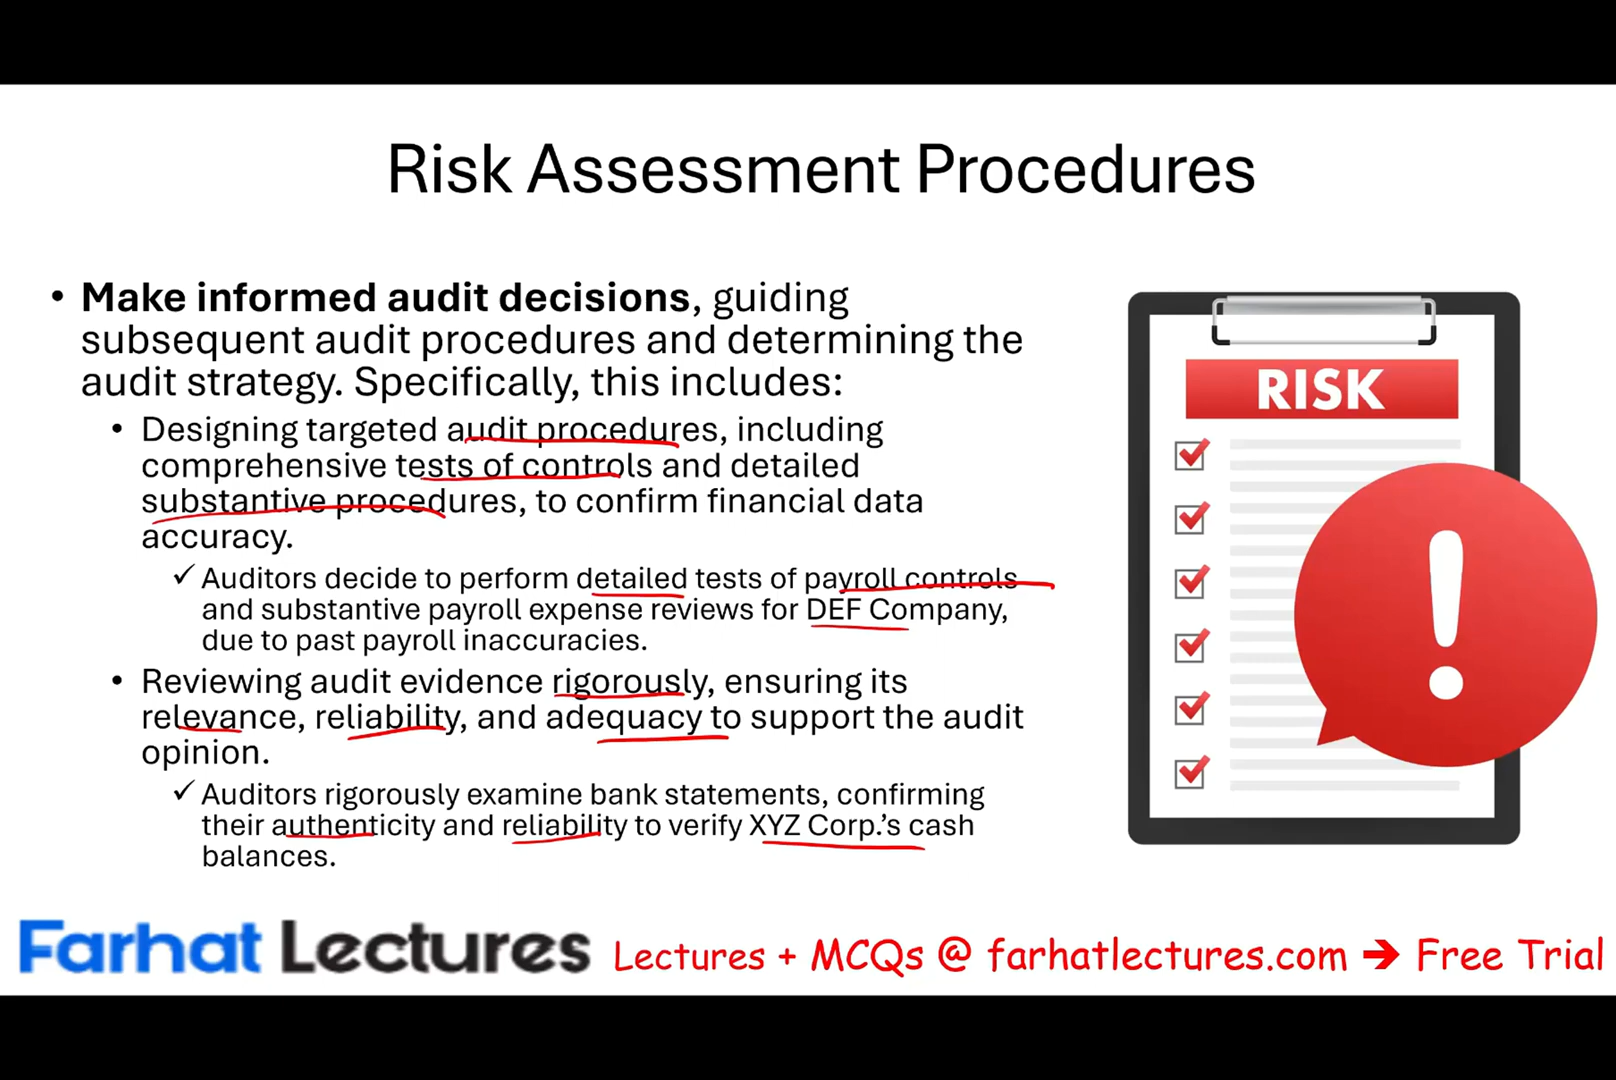 Risk Assessment Procedures
• Make informed audit decisions, guiding
subsequent audit procedures and determining the
audit strategy. Specifically, this includes:
• Designing targeted audit procedures, including
comprehensive tests of controls and detailed
substantive procedures, to confirm financial data
accuracy.
✓ Auditors decide to perform detailed tests of payroll controls
and substantive payroll expense reviews for DEF Company,
due to past payroll inaccuracies.
• Reviewing audit evidence rigorously, ensuring its
relevance, reliability, and adequacy to support the audit
opinion.
✓ Auditors rigorously examine bank statements, confirming
their authenticity and reliability to verify XYZ Corp.’s cash
balances.
RISK
!
Farhat Lectures Lectures + MCQs @ farhatlectures.com ➔ Free Trial